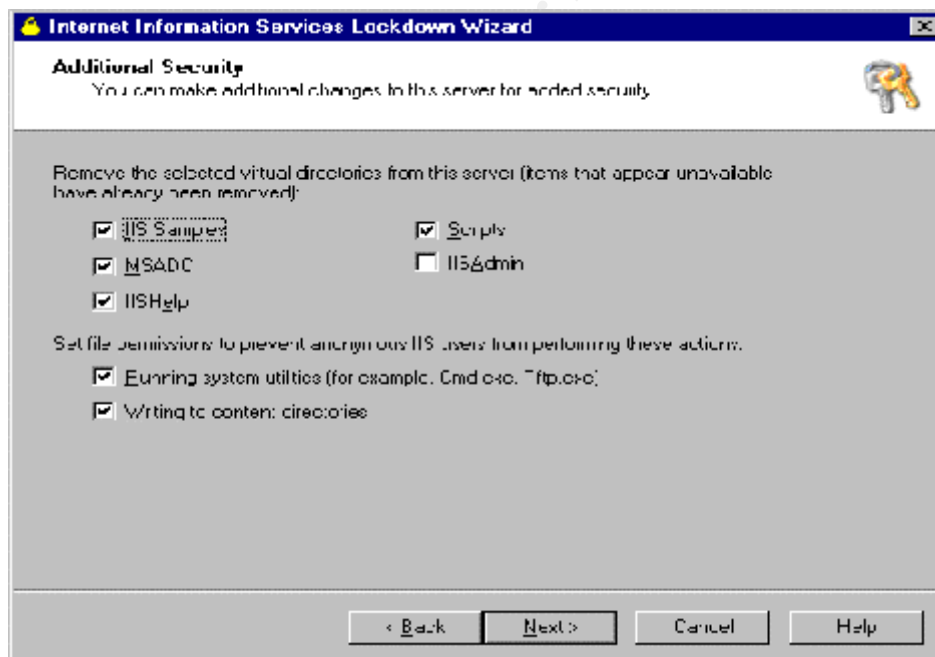 Internet Information Services Lockdown Wizard
Additional Security
You can make additional changes to this server for added security
Remove the selected virtual directories from this server (items that appear unavailable
have already been removed):
IIS Samples
Scripts
MSADC
IISAdmin
IISHelp
Set file permissions to prevent anonymous IIS users from performing these actions:
Running system utilities (for example, Cmd.exe, Tftp.exe)
Writing to content directories
< Back
Next >
Cancel
Help